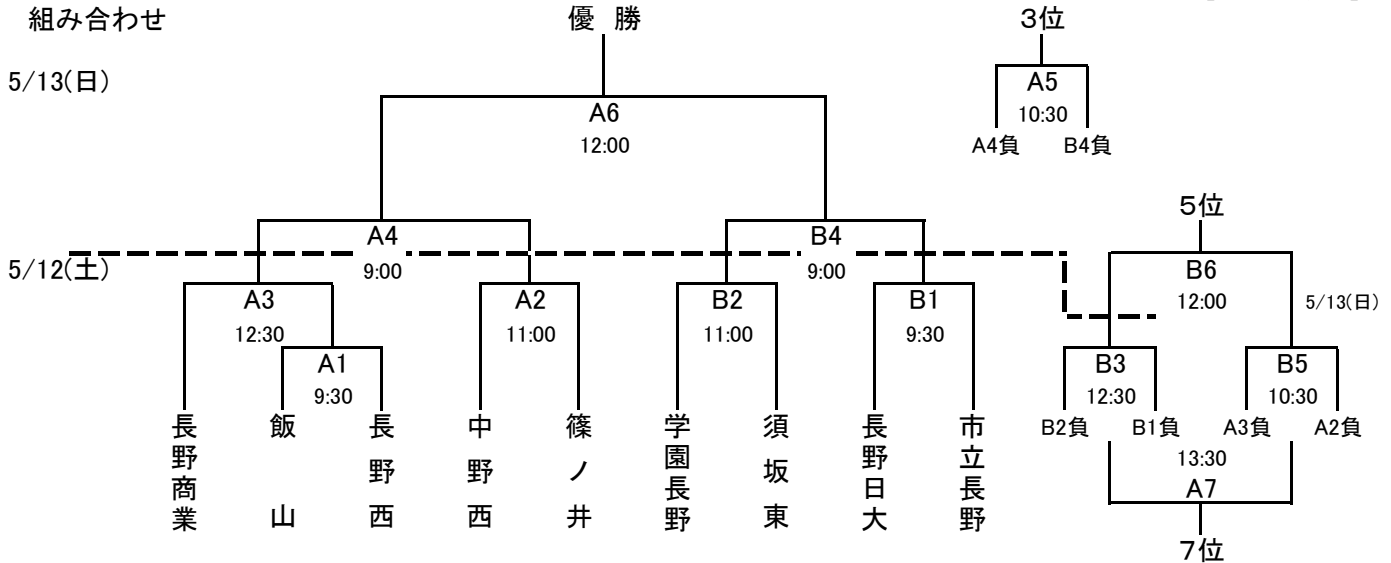 組み合わせ
優 勝
3位
5/13(日)
A5
10:30
A6
12:00
A4負 B4負
5位
A4
9:00
B4
9:00
5/12(土)
B6
12:00
5/13(日)
A3
12:30
A2
11:00
B2
11:00
B1
9:30
A1
9:30
B3
12:30
B5
10:30
長野商業
飯山
長野西
中野西
篠ノ井
学園長野
須坂東
長野日大
市立長野
B2負 B1負 A3負 A2負
13:30
A7
7位